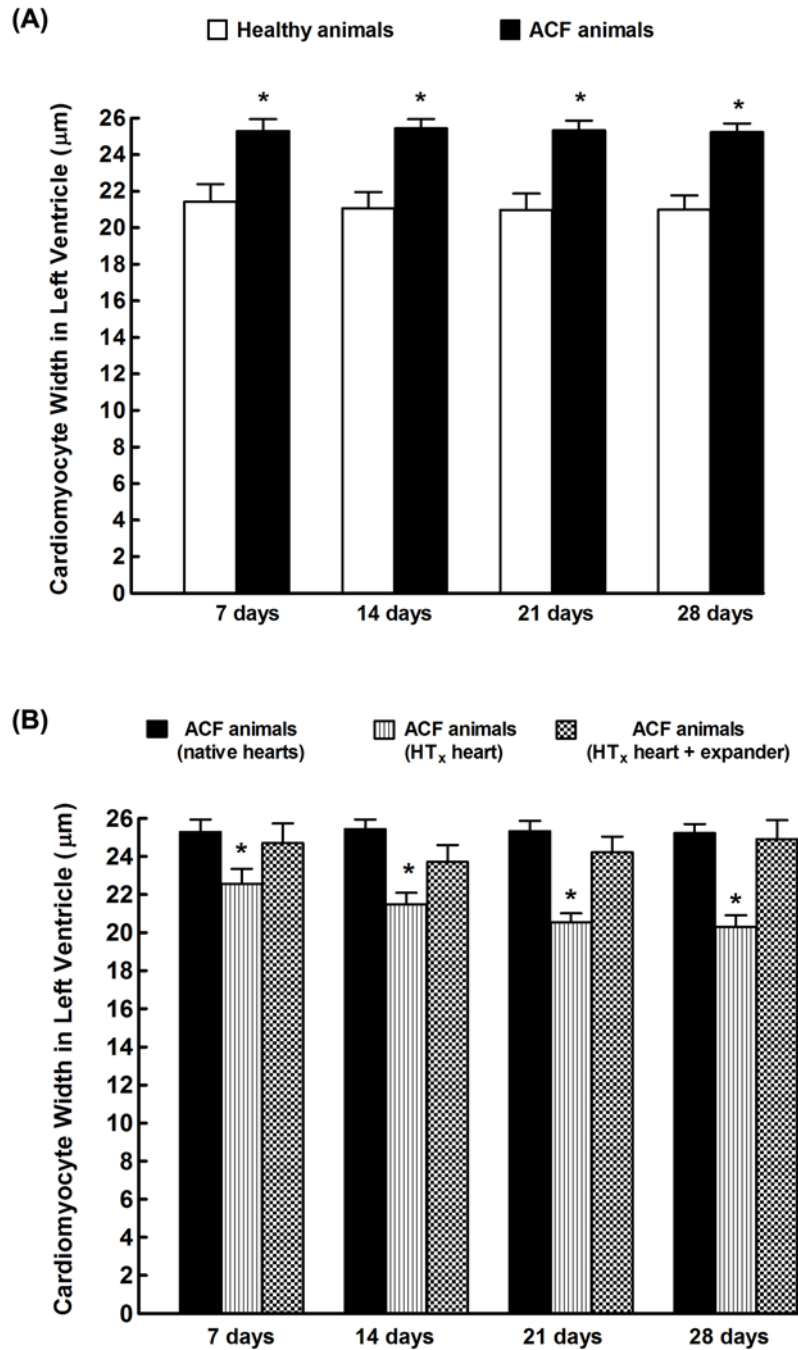 (A)
Healthy animals ACF animals
Cardiomyocyte Width in Left Ventricle (μm)
26
24
22
20
18
16
14
12
10
8
6
4
2
0
* * * *
7 days 14 days 21 days 28 days
(B)
ACF animals ACF animals ACF animals
(native hearts) (HTx heart) (HTx heart + expander)
Cardiomyocyte Width in Left Ventricle (μm)
26
24
22
20
18
16
14
12
10
8
6
4
2
0
* * * *
7 days 14 days 21 days 28 days